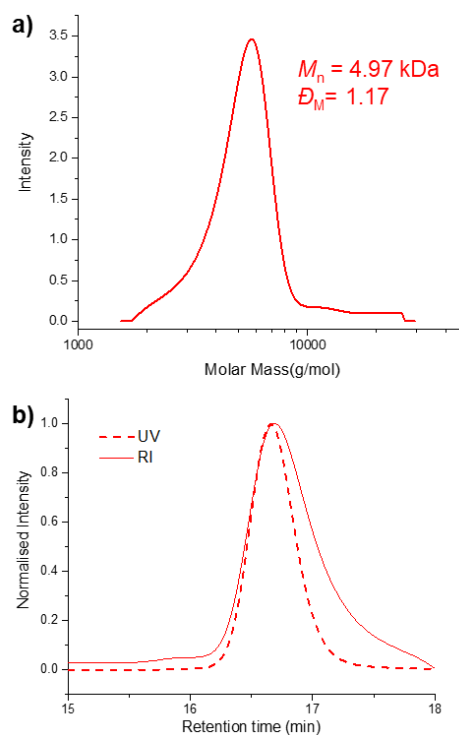 a)
3.5
3.0
2.5
2.0
1.5
1.0
0.5
0.0
Intensity
Mn = 4.97 kDa
ĐM= 1.17
1000
10000
Molar Mass(g/mol)
b)
UV
RI
1.0
0.8
0.6
0.4
0.2
0.0
Normalised Intensity
15
16
17
18
Retention time (min)